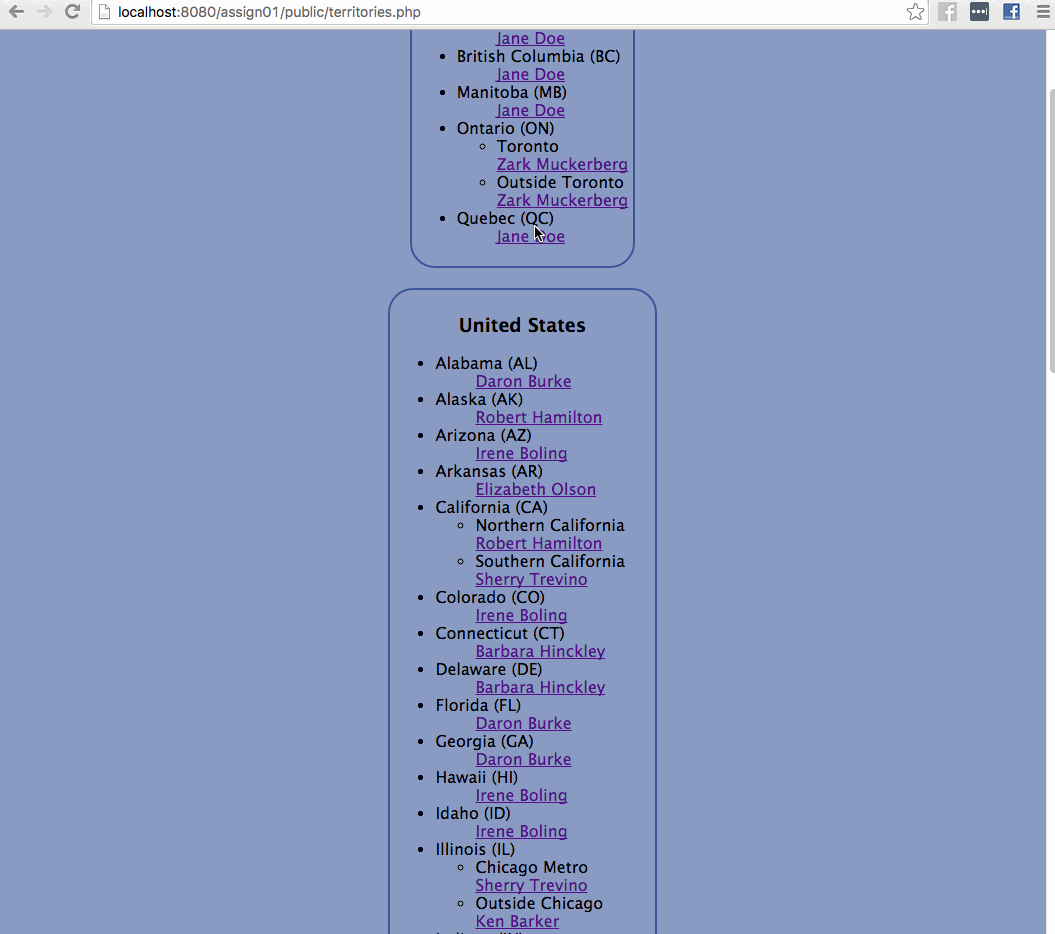 localhost:8080/assign01/public/territories.php
Jane Doe
British Columbia (BC)
Jane Doe
Manitoba (MB)
Jane Doe
Ontario (ON)
Toronto
Zark Muckerberg
Outside Toronto
Zark Muckerberg
Quebec (QC)
Jane Doe
United States
Alabama (AL)
Daron Burke
Alaska (AK)
Robert Hamilton
Arizona (AZ)
Irene Boling
Arkansas (AR)
Elizabeth Olson
California (CA)
Northern California
Robert Hamilton
Southern California
Sherry Trevino
Colorado (CO)
Irene Boling
Connecticut (CT)
Barbara Hinckley
Delaware (DE)
Barbara Hinckley
Florida (FL)
Daron Burke
Georgia (GA)
Daron Burke
Hawaii (HI)
Irene Boling
Idaho (ID)
Irene Boling
Illinois (IL)
Chicago Metro
Sherry Trevino
Outside Chicago
Ken Barker